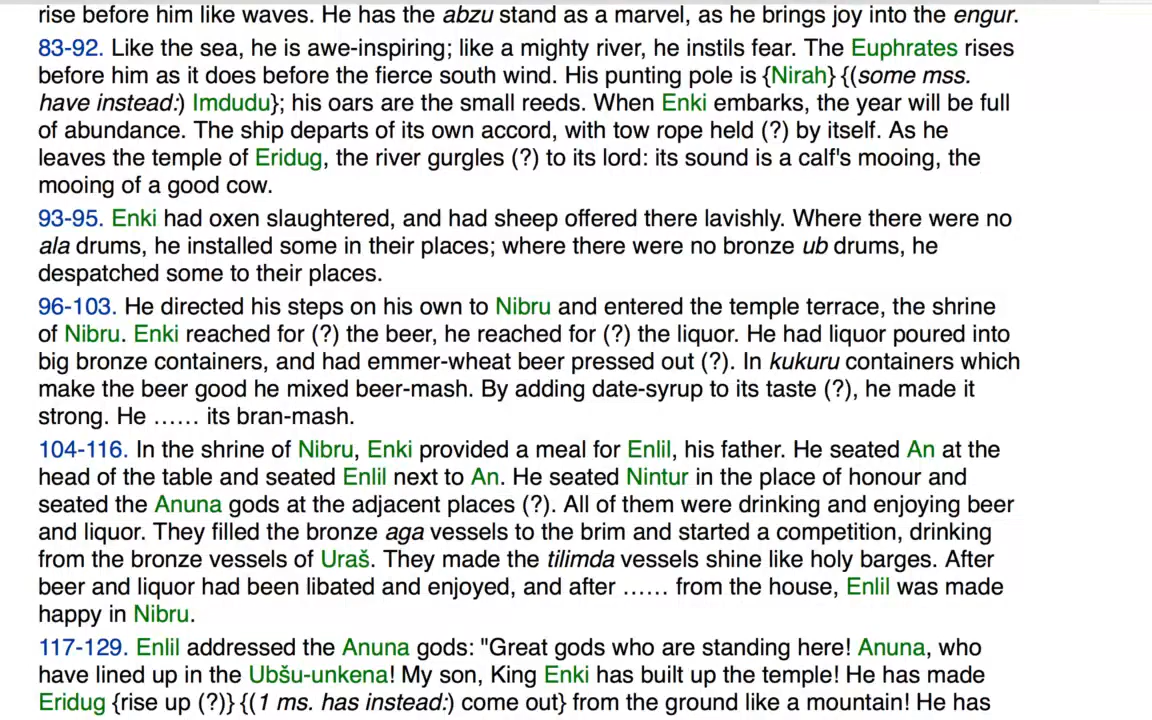 rise before him like waves. He has the abzu stand as a marvel, as he brings joy into the engur.
83-92. Like the sea, he is awe-inspiring; like a mighty river, he instils fear. The Euphrates rises
before him as it does before the fierce south wind. His punting pole is {Nirah} {(some mss.
have instead:) Imdudu}; his oars are the small reeds. When Enki embarks, the year will be full
of abundance. The ship departs of its own accord, with tow rope held (?) by itself. As he
leaves the temple of Eridug, the river gurgles (?) to its lord: its sound is a calf's mooing, the
mooing of a good cow.
93-95. Enki had oxen slaughtered, and had sheep offered there lavishly. Where there were no
ala drums, he installed some in their places; where there were no bronze ub drums, he
despatched some to their places.
96-103. He directed his steps on his own to Nibru and entered the temple terrace, the shrine
of Nibru. Enki reached for (?) the beer, he reached for (?) the liquor. He had liquor poured into
big bronze containers, and had emmer-wheat beer pressed out (?). In kukuru containers which
make the beer good he mixed beer-mash. By adding date-syrup to its taste (?), he made it
strong. He ...... its bran-mash.
104-116. In the shrine of Nibru, Enki provided a meal for Enlil, his father. He seated An at the
head of the table and seated Enlil next to An. He seated Nintur in the place of honour and
seated the Anuna gods at the adjacent places (?). All of them were drinking and enjoying beer
and liquor. They filled the bronze aga vessels to the brim and started a competition, drinking
from the bronze vessels of Uraš. They made the tilimda vessels shine like holy barges. After
beer and liquor had been libated and enjoyed, and after ...... from the house, Enlil was made
happy in Nibru.
117-129. Enlil addressed the Anuna gods: "Great gods who are standing here! Anuna, who
have lined up in the Ubšu-unkena! My son, King Enki has built up the temple! He has made
Eridug {rise up (?)} {(1 ms. has instead:) come out} from the ground like a mountain! He has